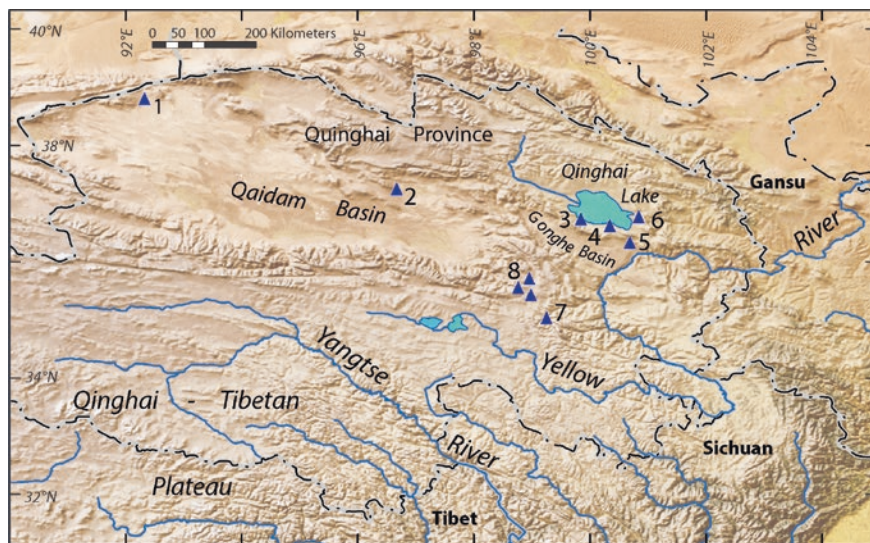 40°N
92°E
96°E
98°E
100°E
102°E
104°E
0 50 100 200 Kilometers
1
38°N
Quinghai Province
Qinghai
Lake
Gansu
Qaidam Basin
2
3
4
5
6
Gonghe Basin
River
8
7
Yangtse
Yellow
34°N
Qinghai - Tibetan
River
Sichuan
Plateau
32°N
Tibet